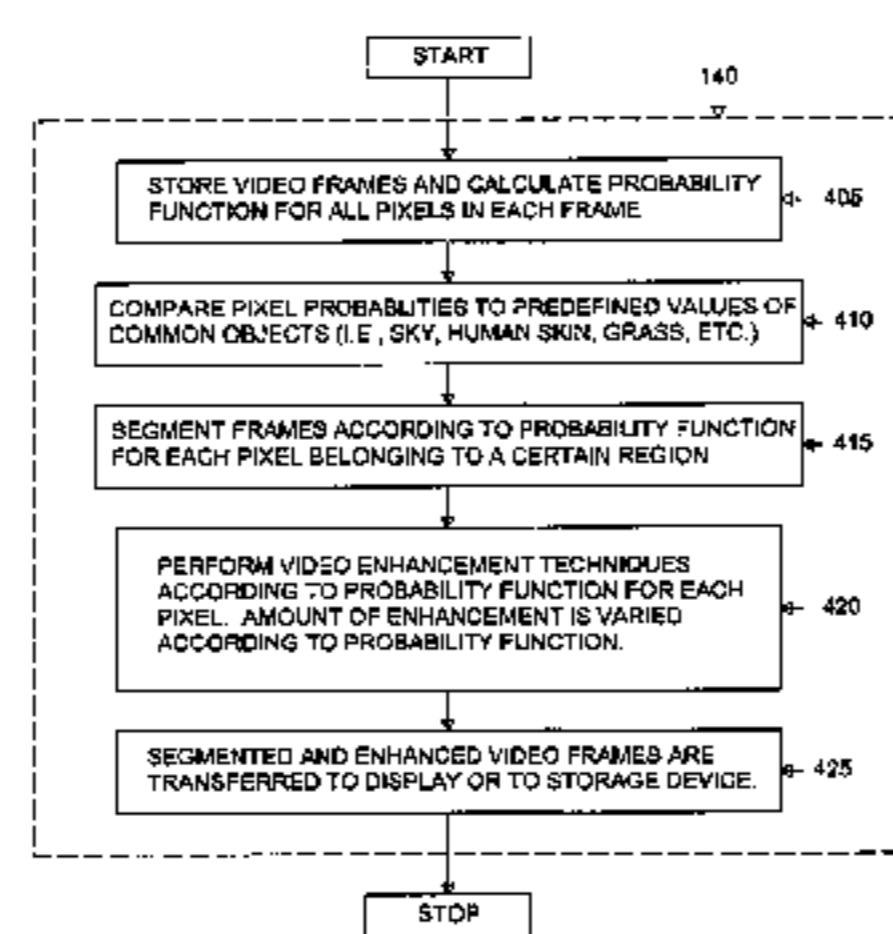 START
140
STORE VIDEO FRAMES AND CALCULATE PROBABILITY
FUNCTION FOR ALL PIXELS IN EACH FRAME
405
COMPARE PIXEL PROBABLITIES TO PREDEFINED VALUES OF
COMMON OBJECTS (I.E., SKY, HUMAN SKIN, GRASS, ETC.)
410
SEGMENT FRAMES ACCORDING TO PROBABILITY FUNCTION
FOR EACH PIXEL BELONGING TO A CERTAIN REGION
415
PERFORM VIDEO ENHANCEMENT TECHNIQUES
ACCORDING TO PROBABILITY FUNCTION FOR EACH
PIXEL. AMOUNT OF ENHANCEMENT IS VARIED
ACCORDING TO PROBABILITY FUNCTION.
420
SEGMENTED AND ENHANCED VIDEO FRAMES ARE
TRANSFERRED TO DISPLAY OR TO STORAGE DEVICE.
425
STOP